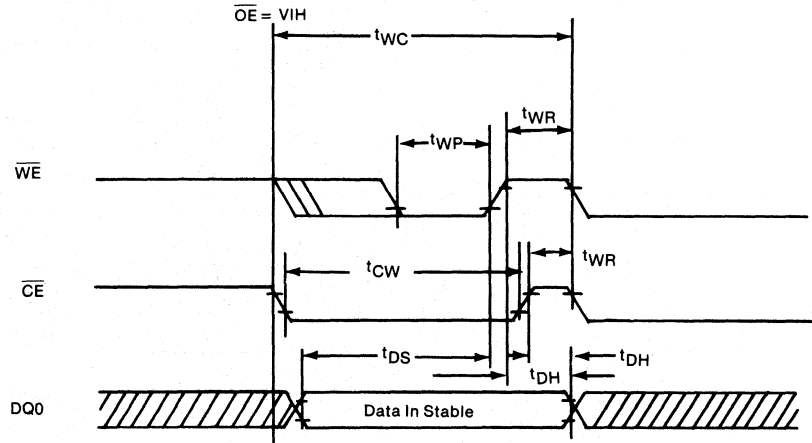 OE = VIH
tWC
tWR
tWP
WE
tWR
tCW
CE
tDS
tDH
tDH
DQ0
Data In Stable